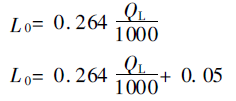 L₀= 0.264 Q_L/1000
L₀= 0.264 Q_L/1000 + 0.05